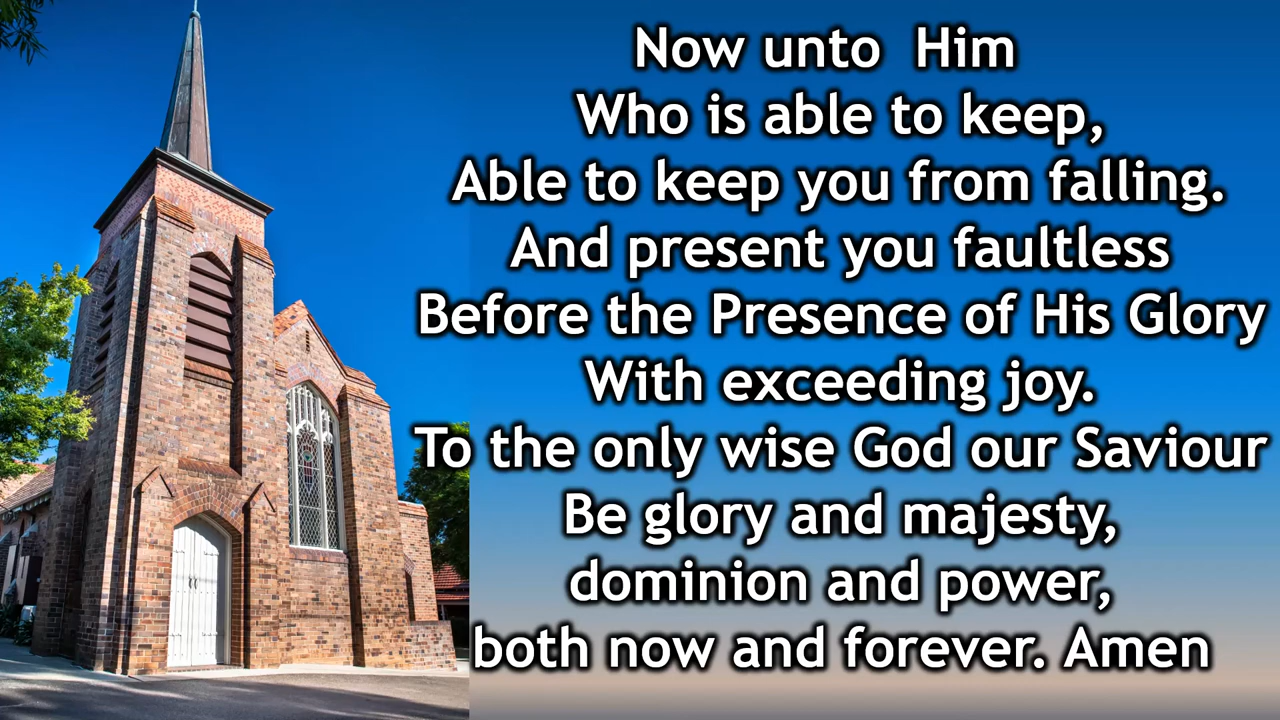 Now unto  Him
Who is able to keep,
Able to keep you from falling.
And present you faultless
Before the Presence of His Glory
With exceeding joy.
To the only wise God our Saviour
Be glory and majesty,
dominion and power,
both now and forever. Amen